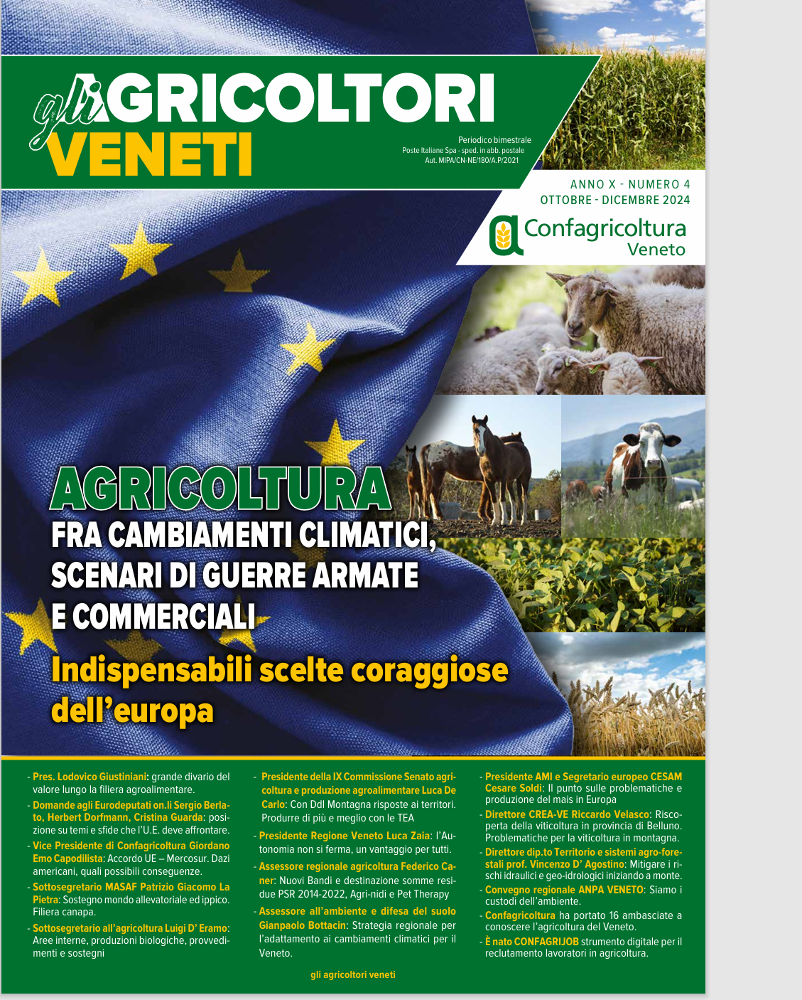 gli AGRICOLTORI
VENETI
Periodico bimestrale
Poste Italiane Spa - sped. in abb. postale
Aut. MIPA/CN-NE/180/A.P/2021
ANNO X - NUMERO 4
OTTOBRE - DICEMBRE 2024
a Confagricoltura
Veneto
AGRICOLTURA
FRA CAMBIAMENTI CLIMATICI,
SCENARI DI GUERRE ARMATE
E COMMERCIALI
Indispensabili scelte coraggiose
dell'europa
- Pres. Lodovico Giustiniani: grande divario del
valore lungo la filiera agroalimentare.
- Domande agli Eurodeputati on.li Sergio Berla-
to, Herbert Dorfmann, Cristina Guarda: posi-
zione su temi e sfide che l'U.E. deve affrontare.
- Vice Presidente di Confagricoltura Giordano
Emo Capodilista: Accordo UE – Mercosur. Dazi
americani, quali possibili conseguenze.
- Sottosegretario MASAF Patrizio Giacomo La
Pietra: Sostegno mondo allevatoriale ed ippico.
Filiera canapa.
- Sottosegretario all'agricoltura Luigi D' Eramo:
Aree interne, produzioni biologiche, provvedi-
menti e sostegni
- Presidente della IX Commissione Senato agri-
coltura e produzione agroalimentare Luca De
Carlo: Con Ddl Montagna risposte ai territori.
Produrre di più e meglio con le TEA
- Presidente Regione Veneto Luca Zaia: l'Au-
tonomia non si ferma, un vantaggio per tutti.
- Assessore regionale agricoltura Federico Ca-
ner: Nuovi Bandi e destinazione somme resi-
due PSR 2014-2022, Agri-nidi e Pet Therapy
- Assessore all'ambiente e difesa del suolo
Gianpaolo Bottacin: Strategia regionale per
l'adattamento ai cambiamenti climatici per il
Veneto.
- Presidente AMI e Segretario europeo CESAM
Cesare Soldi: Il punto sulle problematiche e
produzione del mais in Europa
- Direttore CREA-VE Riccardo Velasco: Risco-
perta della viticoltura in provincia di Belluno.
Problematiche per la viticoltura in montagna.
- Direttore dip.to Territorio e sistemi agro-fore-
stali prof. Vincenzo D' Agostino: Mitigare i ri-
schi idraulici e geo-idrologici iniziando a monte.
- Convegno regionale ANPA VENETO: Siamo i
custodi dell'ambiente.
- Confagricoltura ha portato 16 ambasciate a
conoscere l'agricoltura del Veneto.
- È nato CONFAGRIJOB strumento digitale per il
reclutamento lavoratori in agricoltura.
gli agricoltori veneti